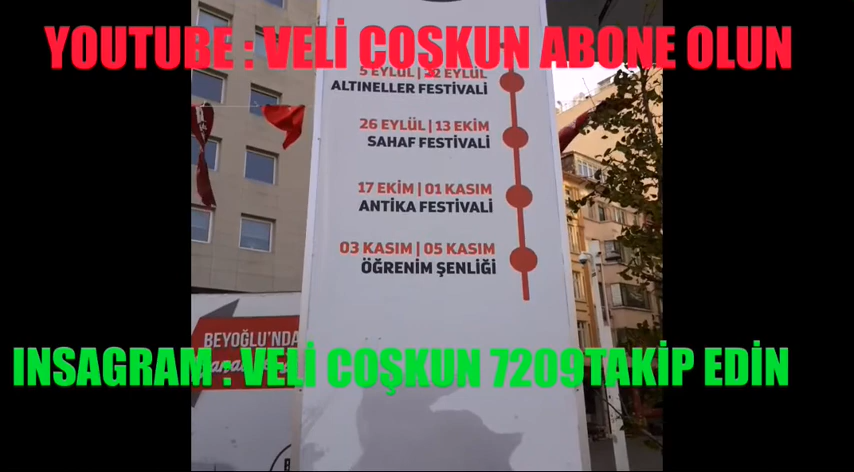 YOUTUBE : VELİ COŞKUN ABONE OLUN
5 EYLÜL | 22 EYLÜL
ALTINELLER FESTİVALİ
26 EYLÜL | 13 EKİM
SAHAF FESTİVALİ
17 EKİM | 01 KASIM
ANTİKA FESTİVALİ
03 KASIM | 05 KASIM
ÖĞRENİM ŞENLİĞİ
BEYOĞLU'NDA
INSAGRAM : VELİ COŞKUN 7209TAKİP EDİN